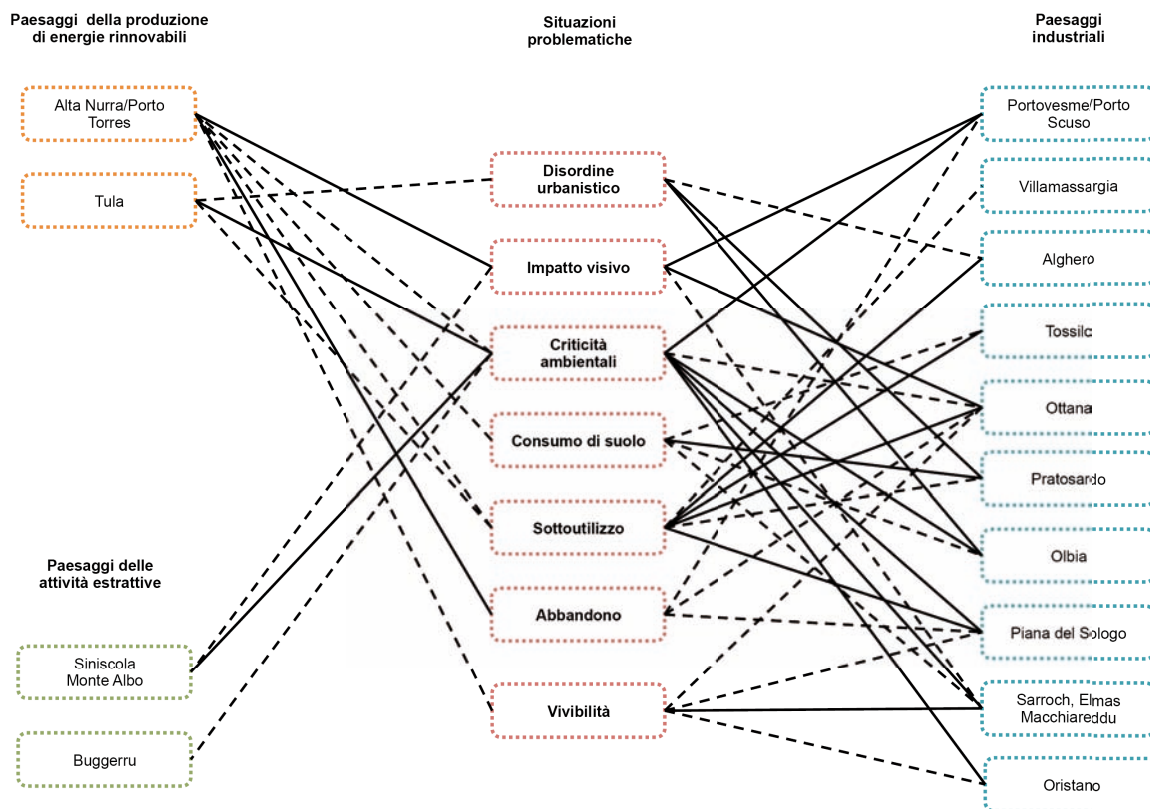 Paesaggi della produzione
di energie rinnovabili
Situazioni
problematiche
Paesaggi
industriali
Alta Nurra/Porto
Torres
Tula
Paesaggi delle
attività estrattive
Siniscola
Monte Albo
Buggerru
Disordine
urbanistico
Impatto visivo
Criticità
ambientali
Consumo di suolo
Sottoutilizzo
Abbandono
Vivibilità
Portovesme/Porto
Scuso
Villamassargia
Alghero
Tossilo
Ottana
Pratosardo
Olbia
Piana del Sologo
Sarroch, Elmas
Macchiareddu
Oristano